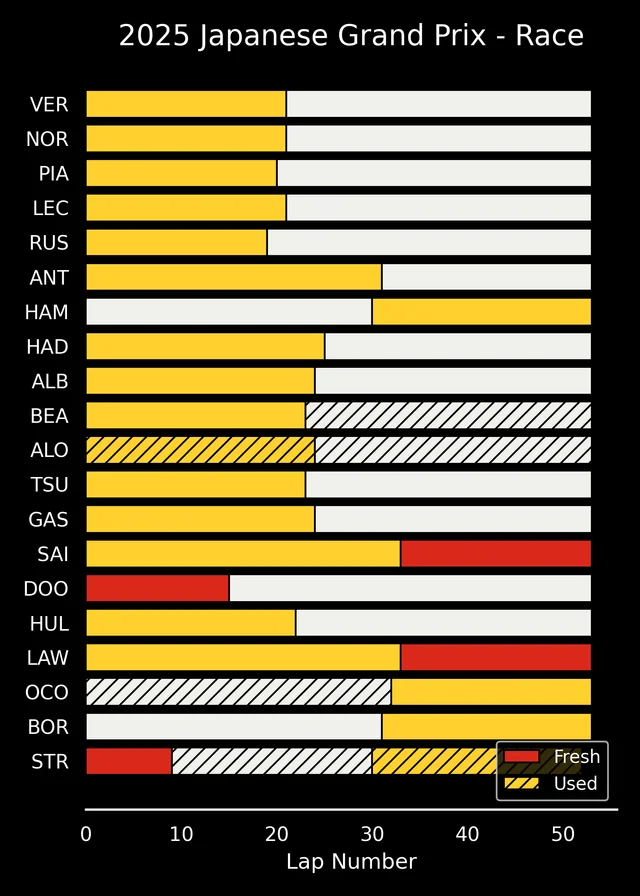 2025 Japanese Grand Prix - Race
VER
NOR
PIA
LEC
RUS
ANT
HAM
HAD
ALB
BEA
ALO
TSU
GAS
SAI
DOO
HUL
LAW
OCO
BOR
STR
Fresh
Used
0 10 20 30 40 50
Lap Number